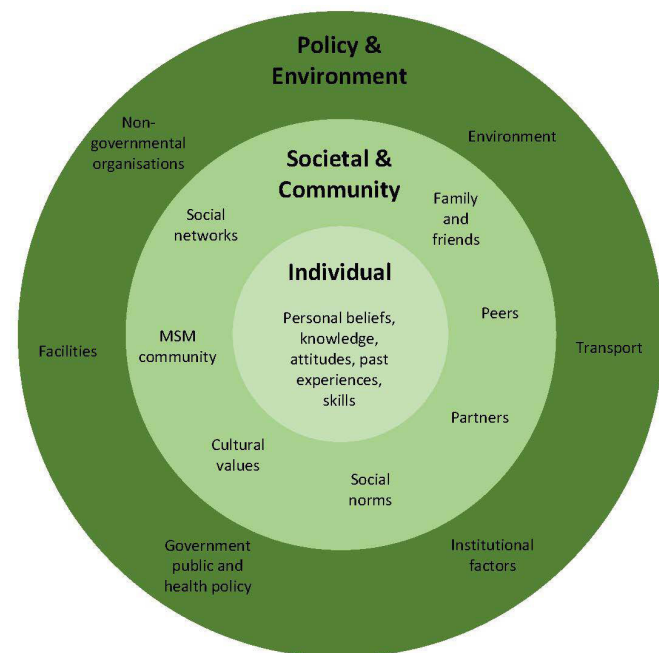 Policy &
Environment
Non-
governmental
organisations
Environment
Societal &
Community
Family
and
friends
Social
networks
Individual
Personal beliefs,
knowledge,
attitudes, past
experiences,
skills
Peers
MSM
community
Facilities
Transport
Partners
Cultural
values
Social
norms
Government
public and
health policy
Institutional
factors